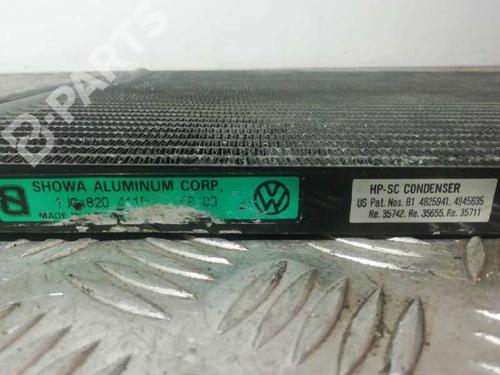 B-PARTS
SHOWA ALUMINUM CORP.
820
MADE
HP-SC CONDENSER
US Pat. Nos. B1 4825941, 4945635
Re. 35742, Re. 35655, Re. 35711